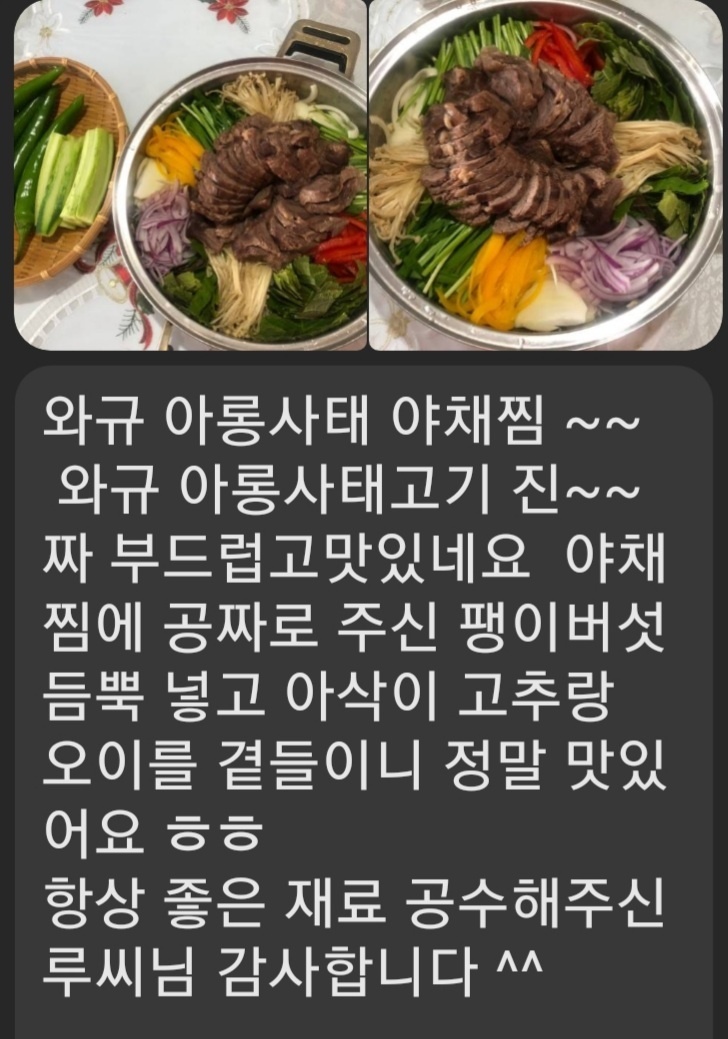 와규 아롱사태 야채찜 ~~
와규 아롱사태고기 진~~
짜 부드럽고맛있네요 야채
찜에 공짜로 주신 팽이버섯
듬뿍 넣고 아삭이 고추랑
오이를 곁들이니 정말 맛있
어요 ㅎㅎ
항상 좋은 재료 공수해주신
루씨님 감사합니다 ^^